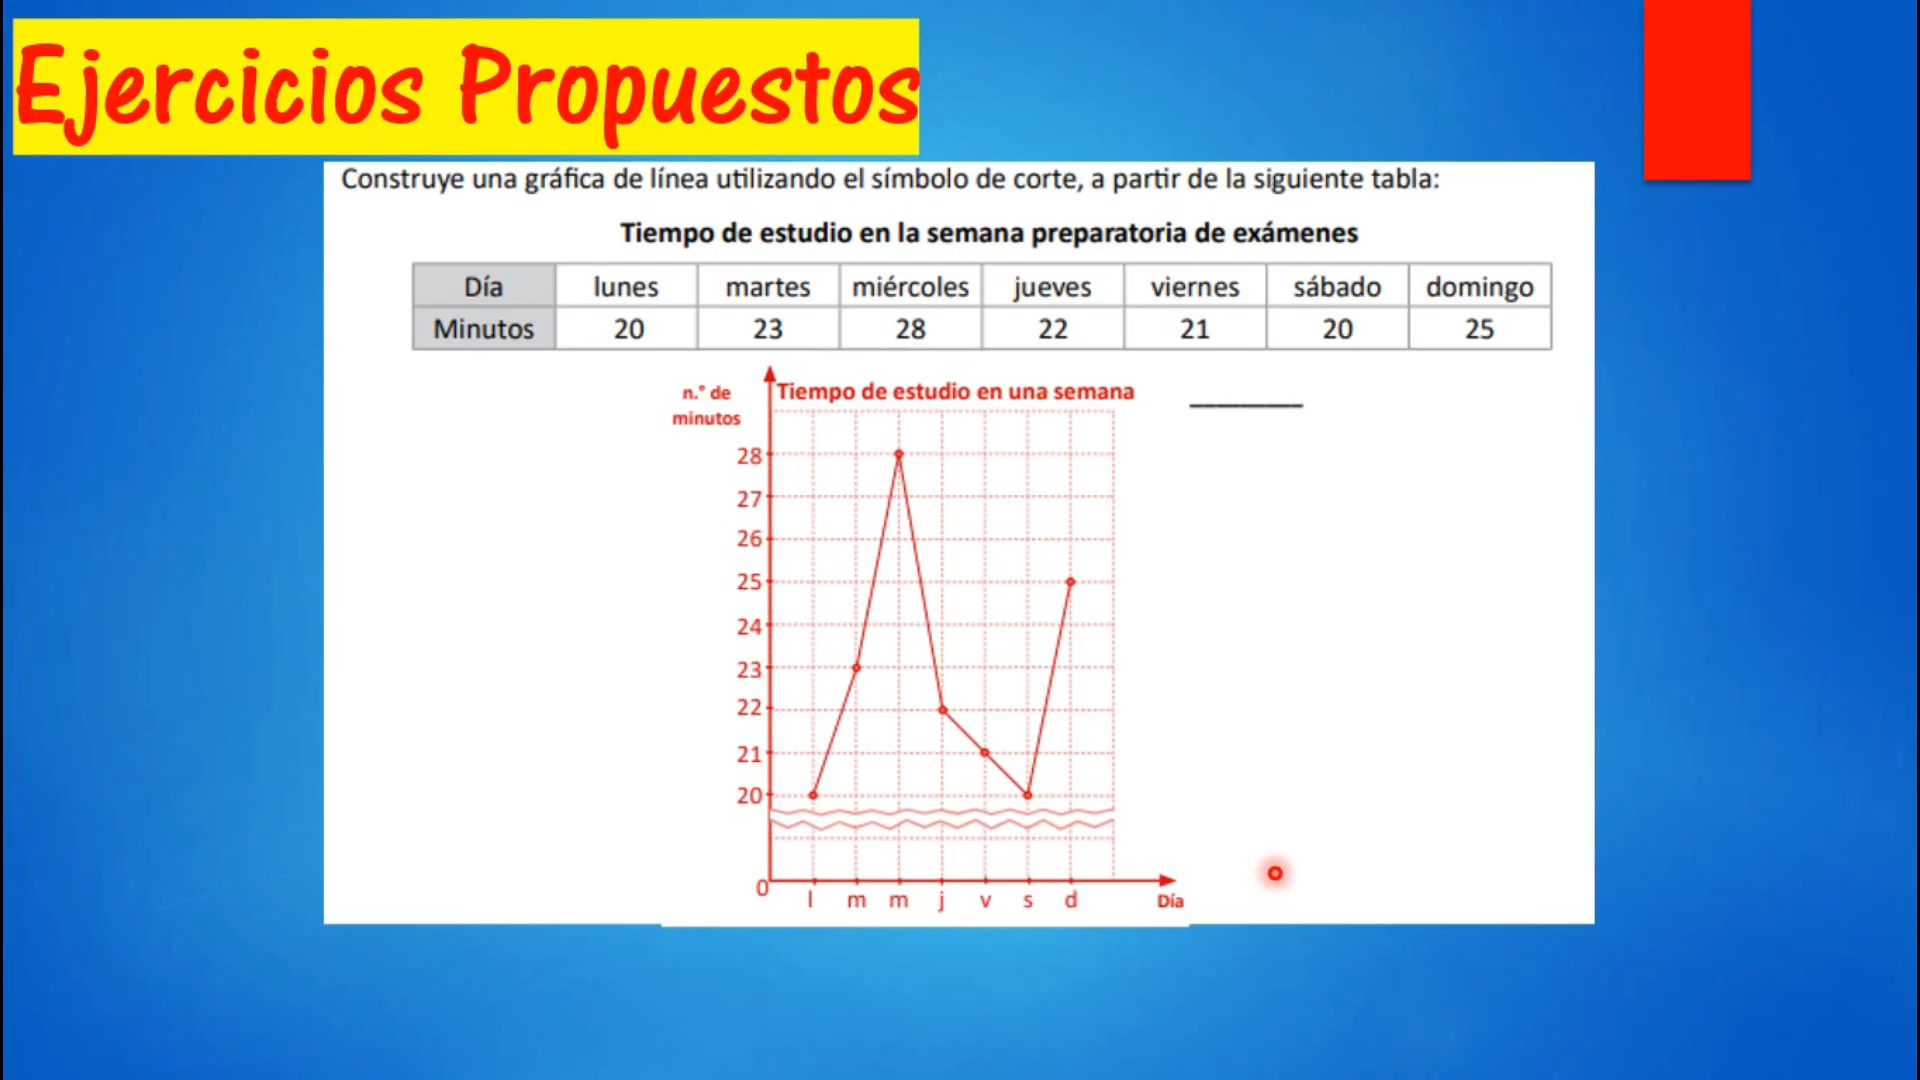 Ejercicios Propuestos
Construye una gráfica de línea utilizando el símbolo de corte, a partir de la siguiente tabla:
Tiempo de estudio en la semana preparatoria de exámenes
Día lunes martes miércoles jueves viernes sábado domingo
Minutos 20 23 28 22 21 20 25
n.° de
minutos
Tiempo de estudio en una semana
28
27
26
25
24
23
22
21
20
0
l m m j v s d
Día